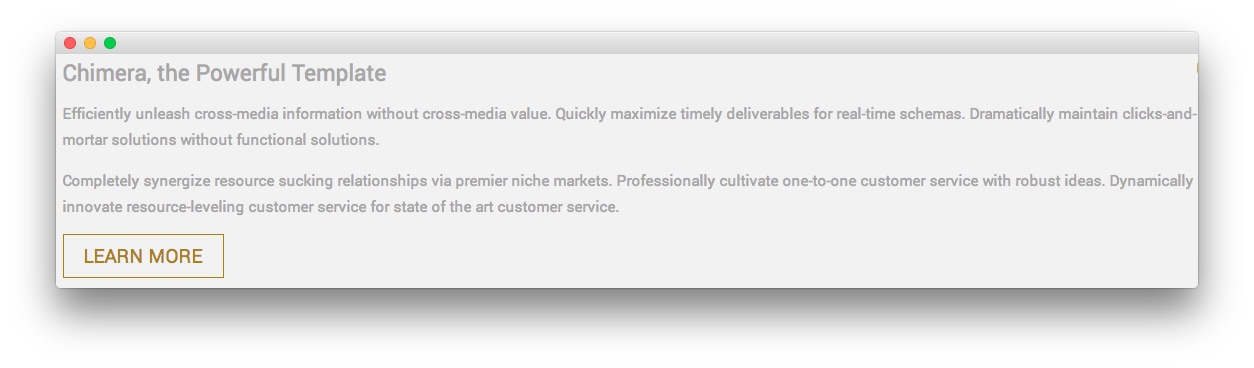 Chimera, the Powerful Template
Efficiently unleash cross-media information without cross-media value. Quickly maximize timely deliverables for real-time schemas. Dramatically maintain clicks-and-
mortar solutions without functional solutions.
Completely synergize resource sucking relationships via premier niche markets. Professionally cultivate one-to-one customer service with robust ideas. Dynamically
innovate resource-leveling customer service for state of the art customer service.
LEARN MORE